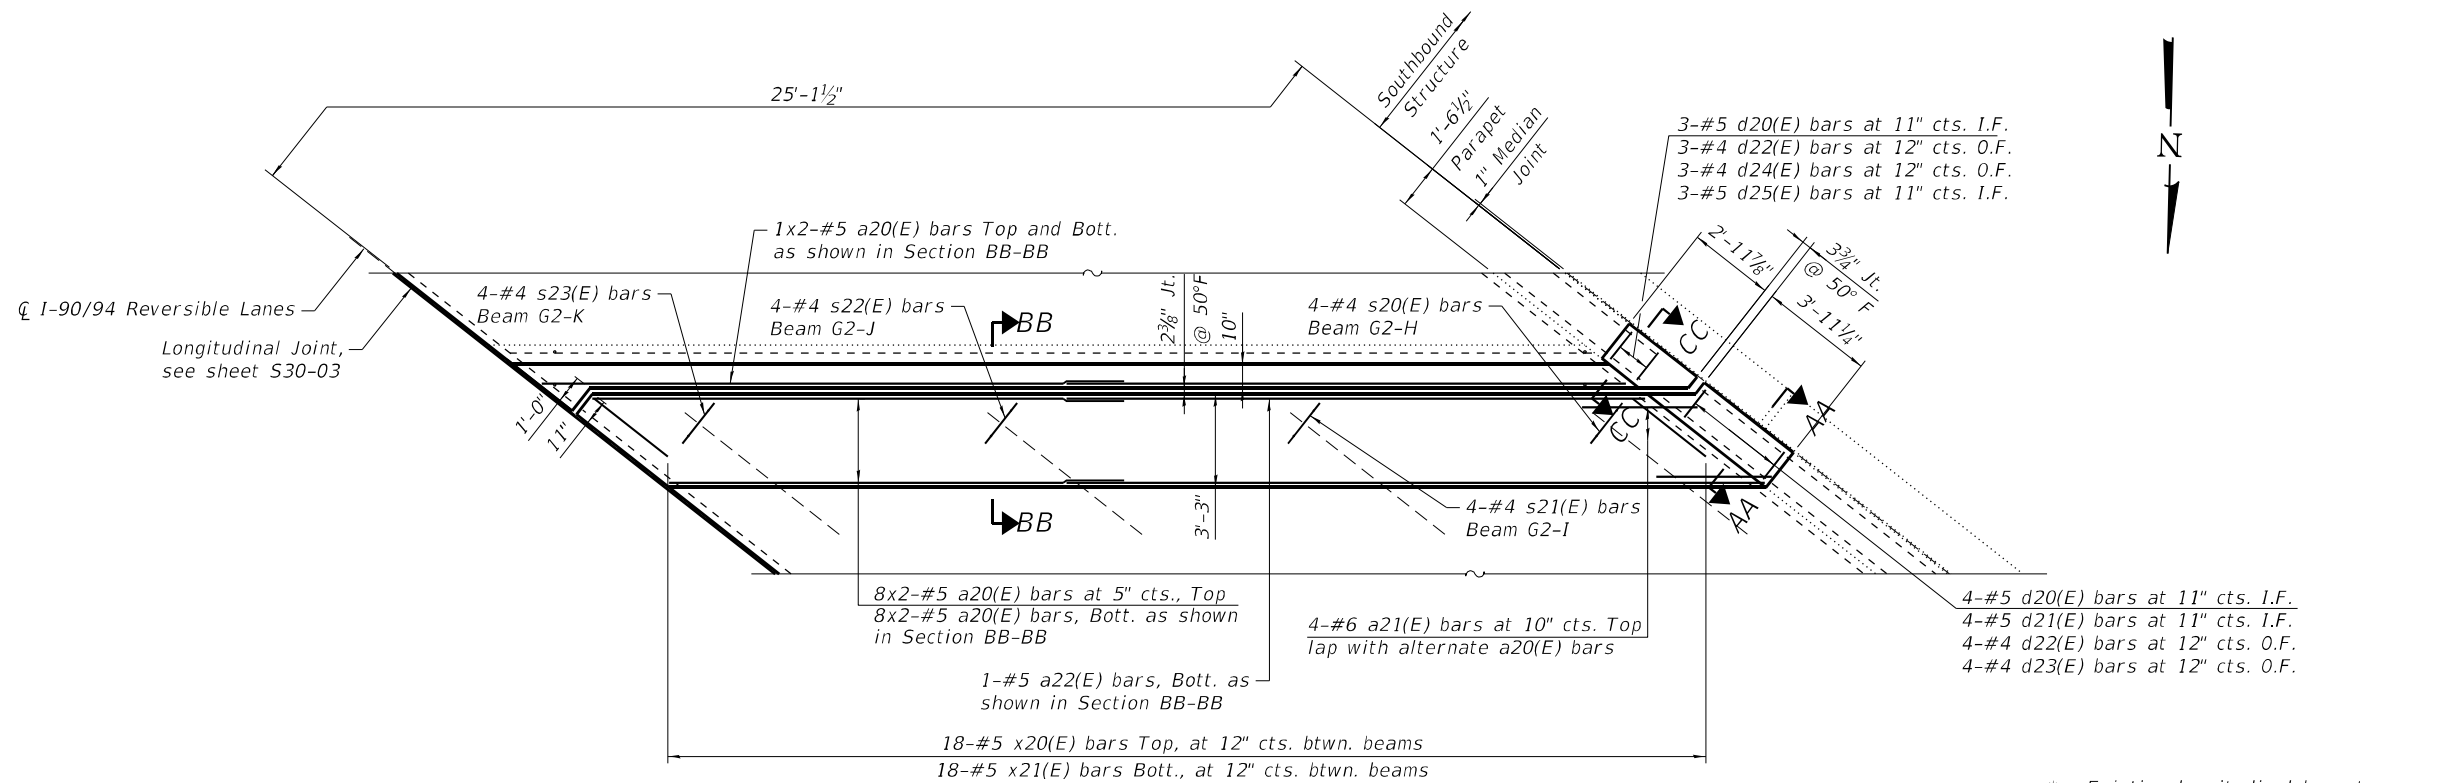 Southbound
Structure
25'-1½"
1'-6½"
Parapet
1" Median
Joint
3-#5 d20(E) bars at 11" cts. I.F.
3-#4 d22(E) bars at 12" cts. O.F.
3-#4 d24(E) bars at 12" cts. O.F.
3-#5 d25(E) bars at 11" cts. I.F.
N
1x2-#5 a20(E) bars Top and Bott.
as shown in Section BB-BB
2'-11⅞"
3¾" Jt.
@ 50° F
3'-11¼"
℄ I-90/94 Reversible Lanes
4-#4 s23(E) bars
Beam G2-K
4-#4 s22(E) bars
Beam G2-J
BB
2⅜" Jt.
@ 50°F
10"
4-#4 s20(E) bars
Beam G2-H
CC
Longitudinal Joint,
see sheet S30-03
1'-0"
11"
CC
AA
BB
3'-3"
4-#4 s21(E) bars
Beam G2-I
AA
8x2-#5 a20(E) bars at 5" cts., Top
8x2-#5 a20(E) bars, Bott. as shown
in Section BB-BB
4-#6 a21(E) bars at 10" cts. Top
lap with alternate a20(E) bars
4-#5 d20(E) bars at 11" cts. I.F.
4-#5 d21(E) bars at 11" cts. I.F.
4-#4 d22(E) bars at 12" cts. O.F.
4-#4 d23(E) bars at 12" cts. O.F.
1-#5 a22(E) bars, Bott. as
shown in Section BB-BB
18-#5 x20(E) bars Top, at 12" cts. btwn. beams
18-#5 x21(E) bars Bott., at 12" cts. btwn. beams